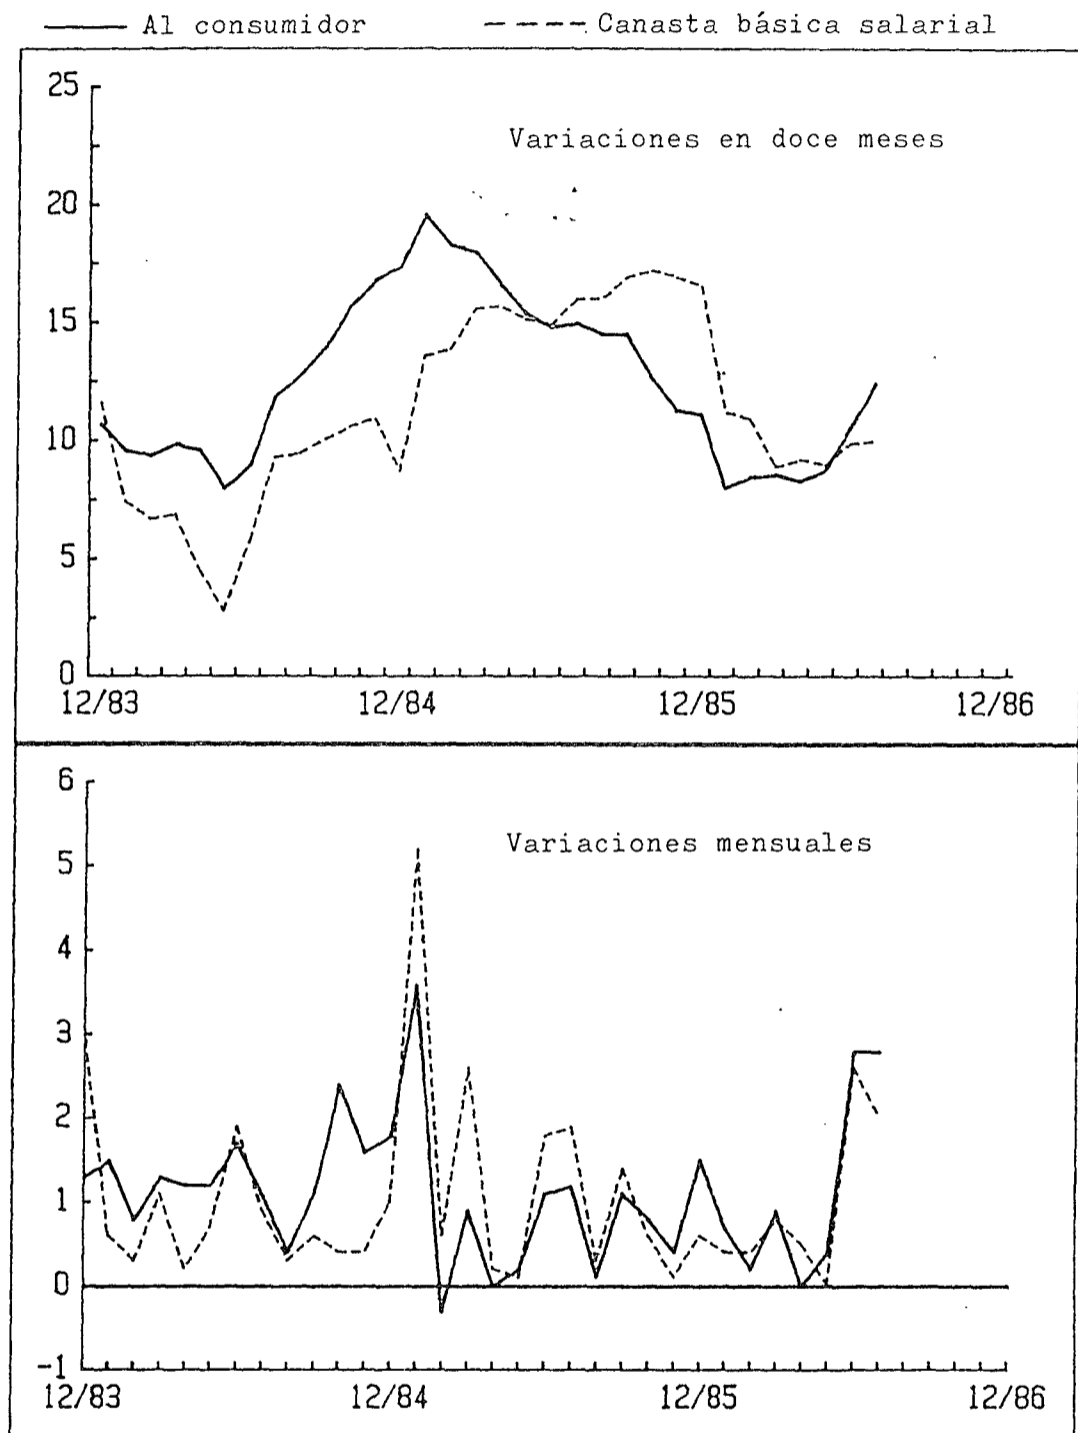 Al consumidor Canasta básica salarial
Variaciones en doce meses
25
20
15
10
5
0
12/83 12/84 12/85 12/86
Variaciones mensuales
6
5
4
3
2
1
0
-1
12/83 12/84 12/85 12/86